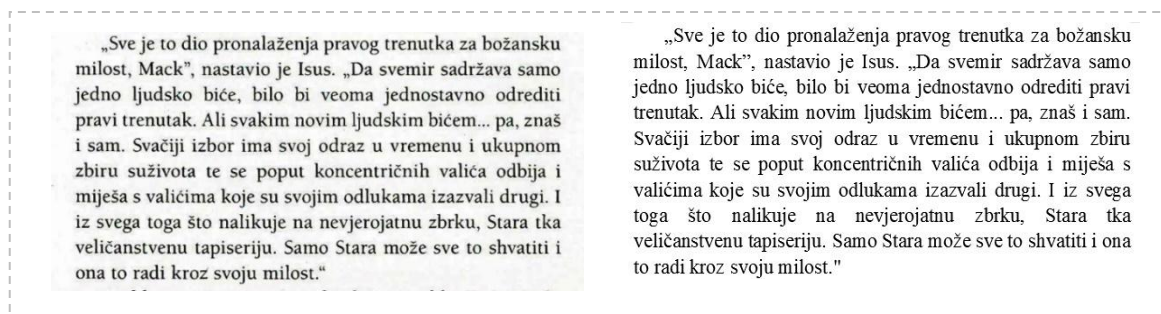 „Sve je to dio pronalaženja pravog trenutka za božansku
milost, Mack”, nastavio je Isus. „Da svemir sadržava samo
jedno ljudsko biće, bilo bi veoma jednostavno odrediti
pravi trenutak. Ali svakim novim ljudskim bićem... pa, znaš
i sam. Svačiji izbor ima svoj odraz u vremenu i ukupnom
zbiru suživota te se poput koncentričnih valića odbija i
miješa s valićima koje su svojim odlukama izazvali drugi. I
iz svega toga što nalikuje na nevjerojatnu zbrku, Stara tka
veličanstvenu tapiseriju. Samo Stara može sve to shvatiti i
ona to radi kroz svoju milost.“
„Sve je to dio pronalaženja pravog trenutka za božansku
milost, Mack”, nastavio je Isus. „Da svemir sadržava samo
jedno ljudsko biće, bilo bi veoma jednostavno odrediti pravi
trenutak. Ali svakim novim ljudskim bićem... pa, znaš i sam.
Svačiji izbor ima svoj odraz u vremenu i ukupnom zbiru
suživota te se poput koncentričnih valića odbija i miješa s
valićima koje su svojim odlukama izazvali drugi. I iz svega
toga što nalikuje na nevjerojatnu zbrku, Stara tka
veličanstvenu tapiseriju. Samo Stara može sve to shvatiti i ona
to radi kroz svoju milost."